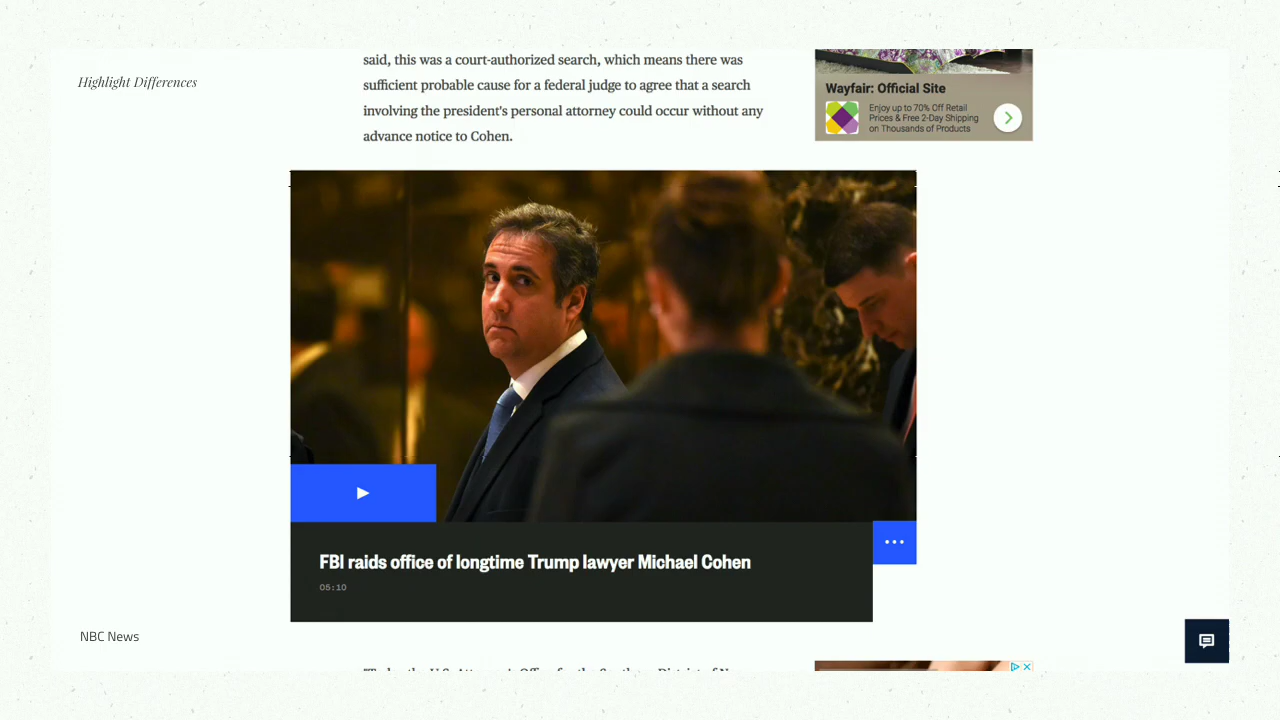 Highlight Differences
said, this was a court-authorized search, which means there was
sufficient probable cause for a federal judge to agree that a search
involving the president's personal attorney could occur without any
advance notice to Cohen.
Wayfair: Official Site
Enjoy up to 70% Off Retail
Prices & Free 2-Day Shipping
on Thousands of Products
FBI raids office of longtime Trump lawyer Michael Cohen
05:10
NBC News